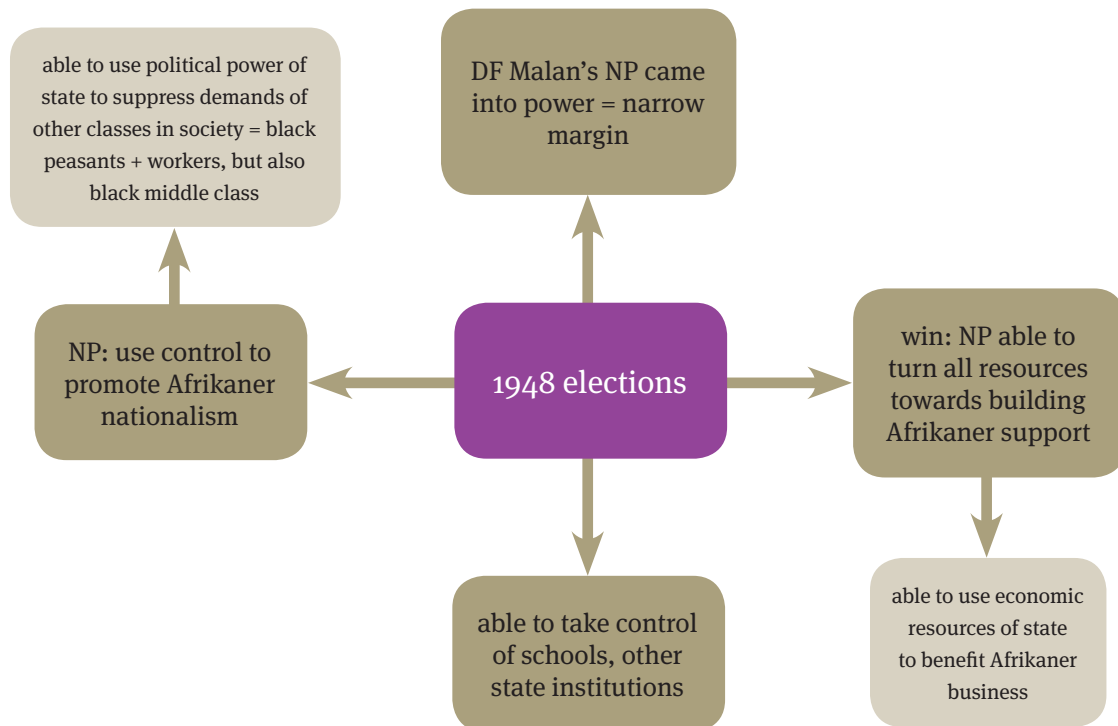 able to use political power of
state to suppress demands of
other classes in society = black
peasants + workers, but also
black middle class
DF Malan’s NP came
into power = narrow
margin
NP: use control to
promote Afrikaner
nationalism
1948 elections
win: NP able to
turn all resources
towards building
Afrikaner support
able to take control
of schools, other
state institutions
able to use economic
resources of state
to benefit Afrikaner
business